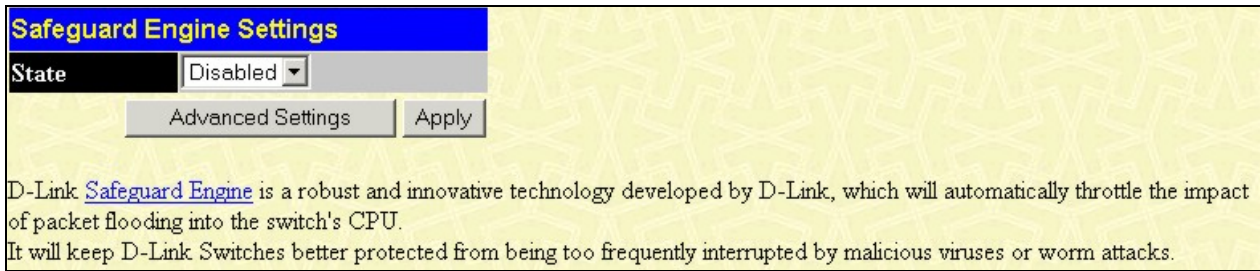 Safeguard Engine Settings
State Disabled
Advanced Settings Apply
D-Link Safeguard Engine is a robust and innovative technology developed by D-Link, which will automatically throttle the impact
of packet flooding into the switch's CPU.
It will keep D-Link Switches better protected from being too frequently interrupted by malicious viruses or worm attacks.